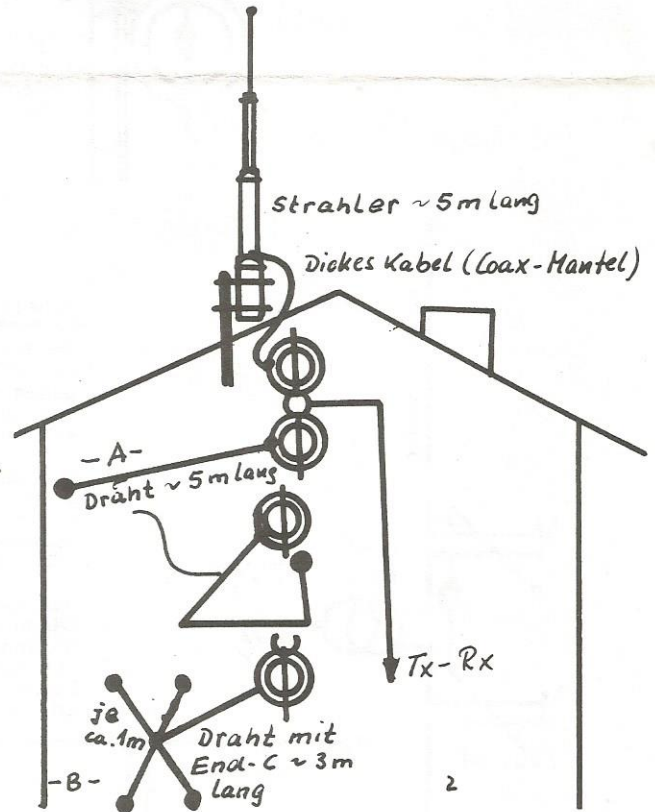 Strahler ~ 5m lang
Dickes Kabel (Coax-Mantel)
-A-
Draht ~ 5m lang
Tx-Rx
je
ca. 1m
Draht mit
End-C ~ 3m
lang
-B-
2